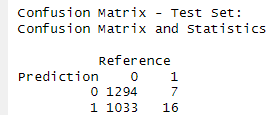 Confusion Matrix - Test Set:
Confusion Matrix and Statistics
Reference
Prediction 0 1
0 1294 7
1 1033 16